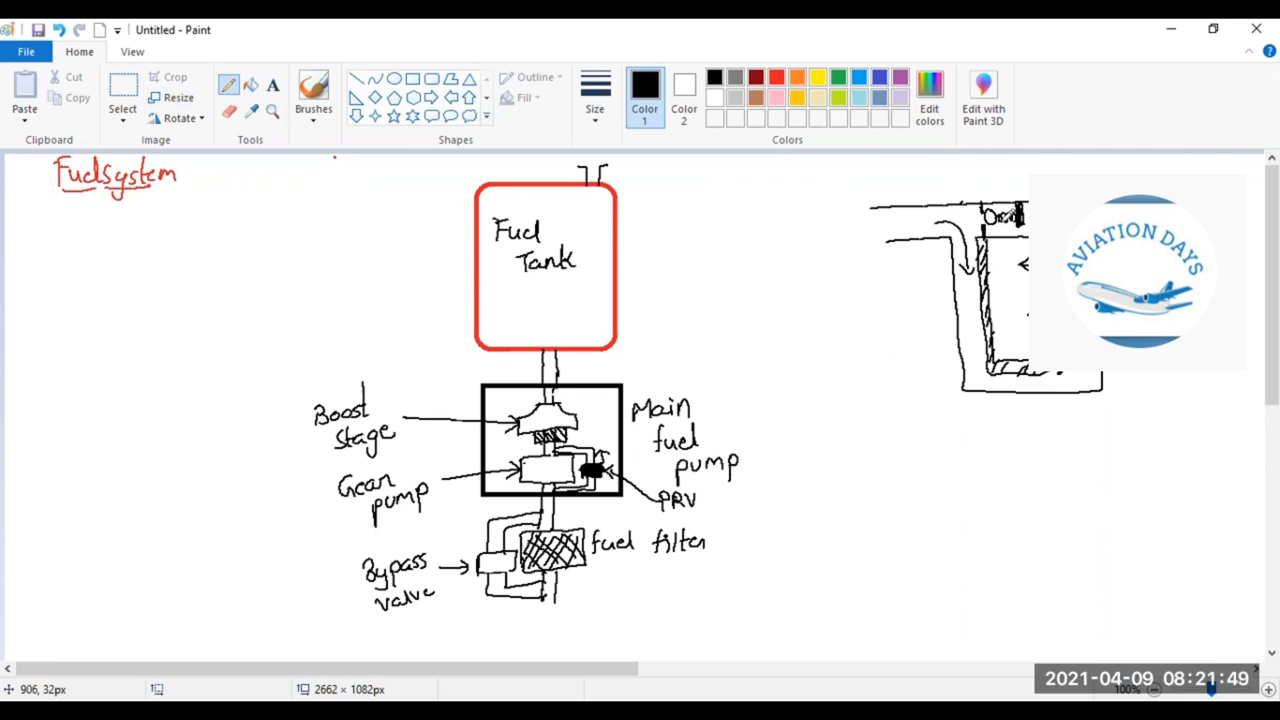 Untitled - Paint
File
Home
View
Paste
Cut
Copy
Clipboard
Select
Crop
Resize
Rotate
Image
Tools
Brushes
Shapes
Outline
Fill
Size
Color 1
Color 2
Edit colors
Colors
Edit with Paint 3D
Fuel system
Fuel
Tank
AVIATION DAYS
Boost
stage
Main
fuel
pump
Gear
pump
PRV
fuel filter
Bypass
valve
906, 32px
2662 × 1082px
100%
2021-04-09 08:21:49